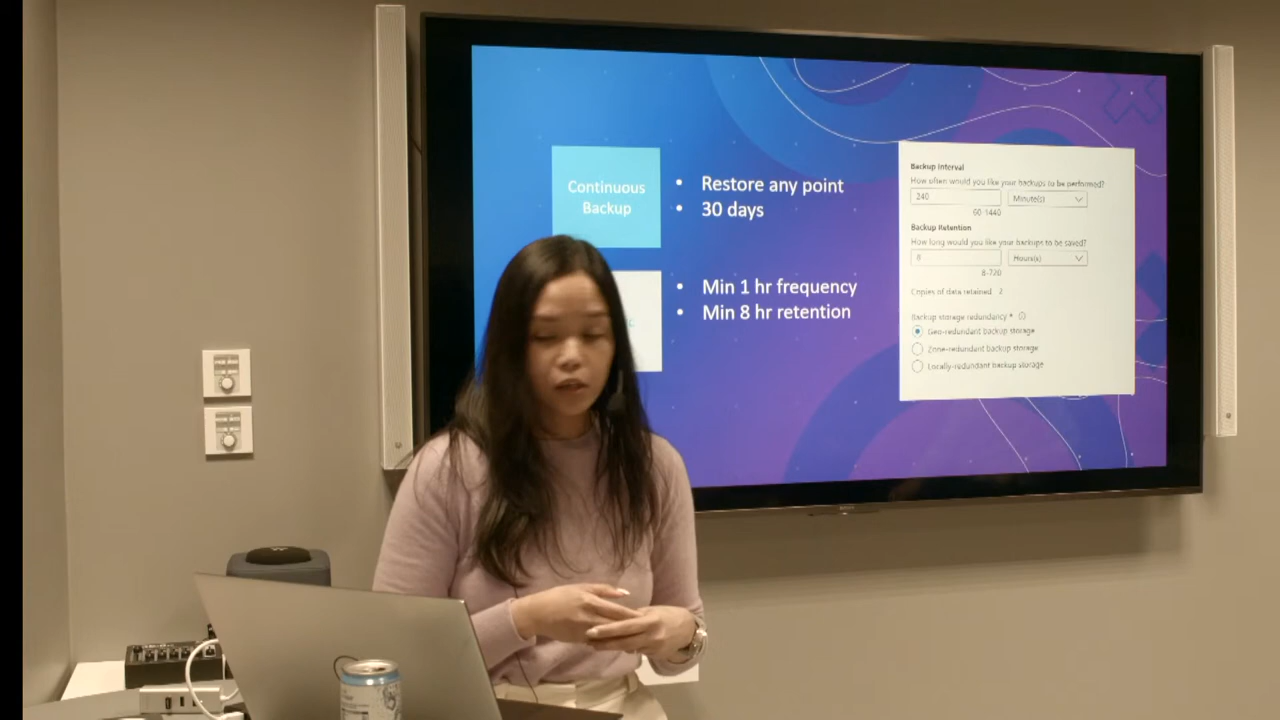 Continuous
Backup
• Restore any point
• 30 days
• Min 1 hr frequency
• Min 8 hr retention
Backup Interval
How often would you like your backups to be performed?
240
Minute(s)
60-1440
Backup Retention
How long would you like your backups to be saved?
8
Hours(s)
8-720
Copies of data retained 2
Backup storage redundancy *
Geo-redundant backup storage
Zone-redundant backup storage
Locally-redundant backup storage